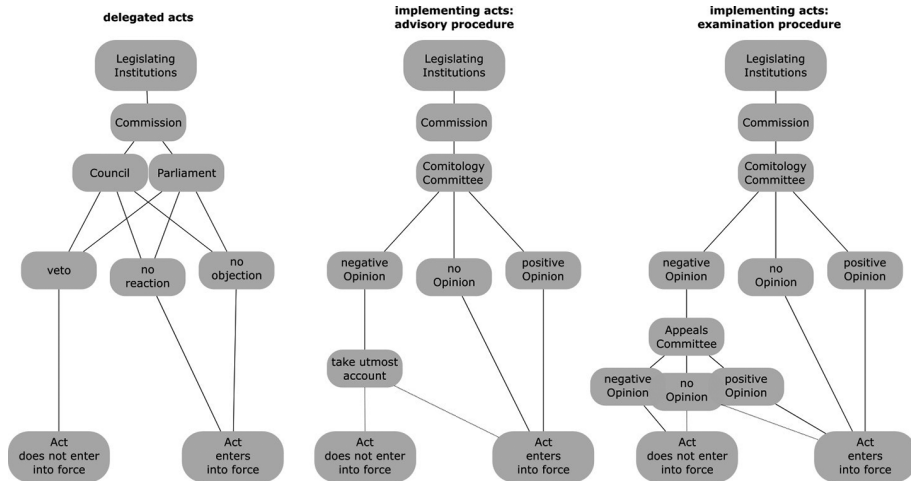 delegated acts
Legislating
Institutions
Commission
Council
Parliament
veto
no
reaction
no
objection
Act
does not enter
into force
Act
enters
into force
implementing acts:
advisory procedure
Legislating
Institutions
Commission
Comitology
Committee
negative
Opinion
no
Opinion
positive
Opinion
take utmost
account
Act
does not enter
into force
Act
enters
into force
implementing acts:
examination procedure
Legislating
Institutions
Commission
Comitology
Committee
negative
Opinion
no
Opinion
positive
Opinion
Appeals
Committee
negative
Opinion
no
Opinion
positive
Opinion
Act
does not enter
into force
Act
enters
into force